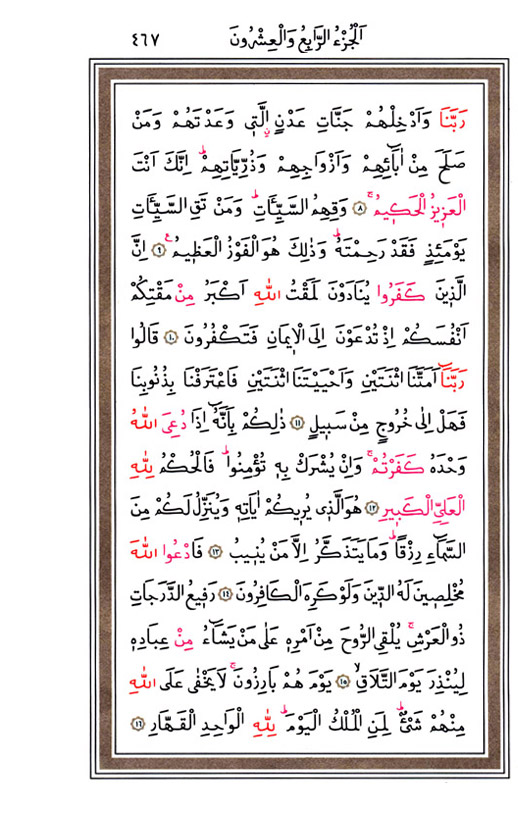 اَلْجُزْءُ الرَّابِعُ وَالْعِشْرُونَ ٤٦٧
رَبَّنَا وَاَدْخِلْهُمْ جَنَّاتِ عَدْنٍۨ الَّتٖي وَعَدْتَهُمْ وَمَنْ
صَلَحَ مِنْ اٰبَٓائِهِمْ وَاَزْوَاجِهِمْ وَذُرِّيَّاتِهِمْۜ اِنَّكَ اَنْتَ
الْعَزٖيزُ الْحَكٖيمُۙ ﴿٨﴾ وَقِهِمُ السَّيِّـَٔاتِۜ وَمَنْ تَقِ السَّيِّـَٔاتِ
يَوْمَئِذٍ فَقَدْ رَحِمْتَهُۜ وَذٰلِكَ هُوَ الْفَوْزُ الْعَظٖيمُ۟ ﴿٩﴾ اِنَّ
الَّذٖينَ كَفَرُوا يُنَادَوْنَ لَمَقْتُ اللّٰهِ اَكْبَرُ مِنْ مَقْتِكُمْ
اَنْفُسَكُمْ اِذْ تُدْعَوْنَ اِلَى الْاٖيمَانِ فَتَكْفُرُونَ ﴿١٠﴾ قَالُوا
رَبَّنَٓا اَمَتَّنَا اثْنَتَيْنِ وَاَحْيَيْتَنَا اثْنَتَيْنِ فَاعْتَرَفْنَا بِذُنُوبِنَا
فَهَلْ اِلٰى خُرُوجٍ مِنْ سَبٖيلٍ ﴿١١﴾ ذٰلِكُمْ بِاَنَّهُٓ اِذَا دُعِيَ اللّٰهُ
وَحْدَهُ كَفَرْتُمْۚ وَاِنْ يُشْرَكْ بِهٖ تُؤْمِنُواۜ فَالْحُكْمُ لِلّٰهِ
الْعَلِيِّ الْكَبٖيرِ ﴿١٢﴾ هُوَ الَّذٖي يُرٖيكُمْ اٰيَاتِهٖ وَيُنَزِّلُ لَكُمْ مِنَ
السَّمَٓاءِ رِزْقًاۜ وَمَا يَتَذَكَّرُ اِلَّا مَنْ يُنٖيبُ ﴿١٣﴾ فَادْعُوا اللّٰهَ
مُخْلِصٖينَ لَهُ الدّٖينَ وَلَوْ كَرِهَ الْكَافِرُونَ ﴿١٤﴾ رَفٖيعُ الدَّرَجَاتِ
ذُو الْعَرْشِۚ يُلْقِي الرُّوحَ مِنْ اَمْرِهٖ عَلٰى مَنْ يَشَٓاءُ مِنْ عِبَادِهٖ
لِيُنْذِرَ يَوْمَ التَّلَاقِۙ ﴿١٥﴾ يَوْمَ هُمْ بَارِزُونَۚ لَا يَخْفٰى عَلَى اللّٰهِ
مِنْهُمْ شَيْءٌۜ لِمَنِ الْمُلْكُ الْيَوْمَۜ لِلّٰهِ الْوَاحِدِ الْقَهَّارِ ﴿١٦﴾